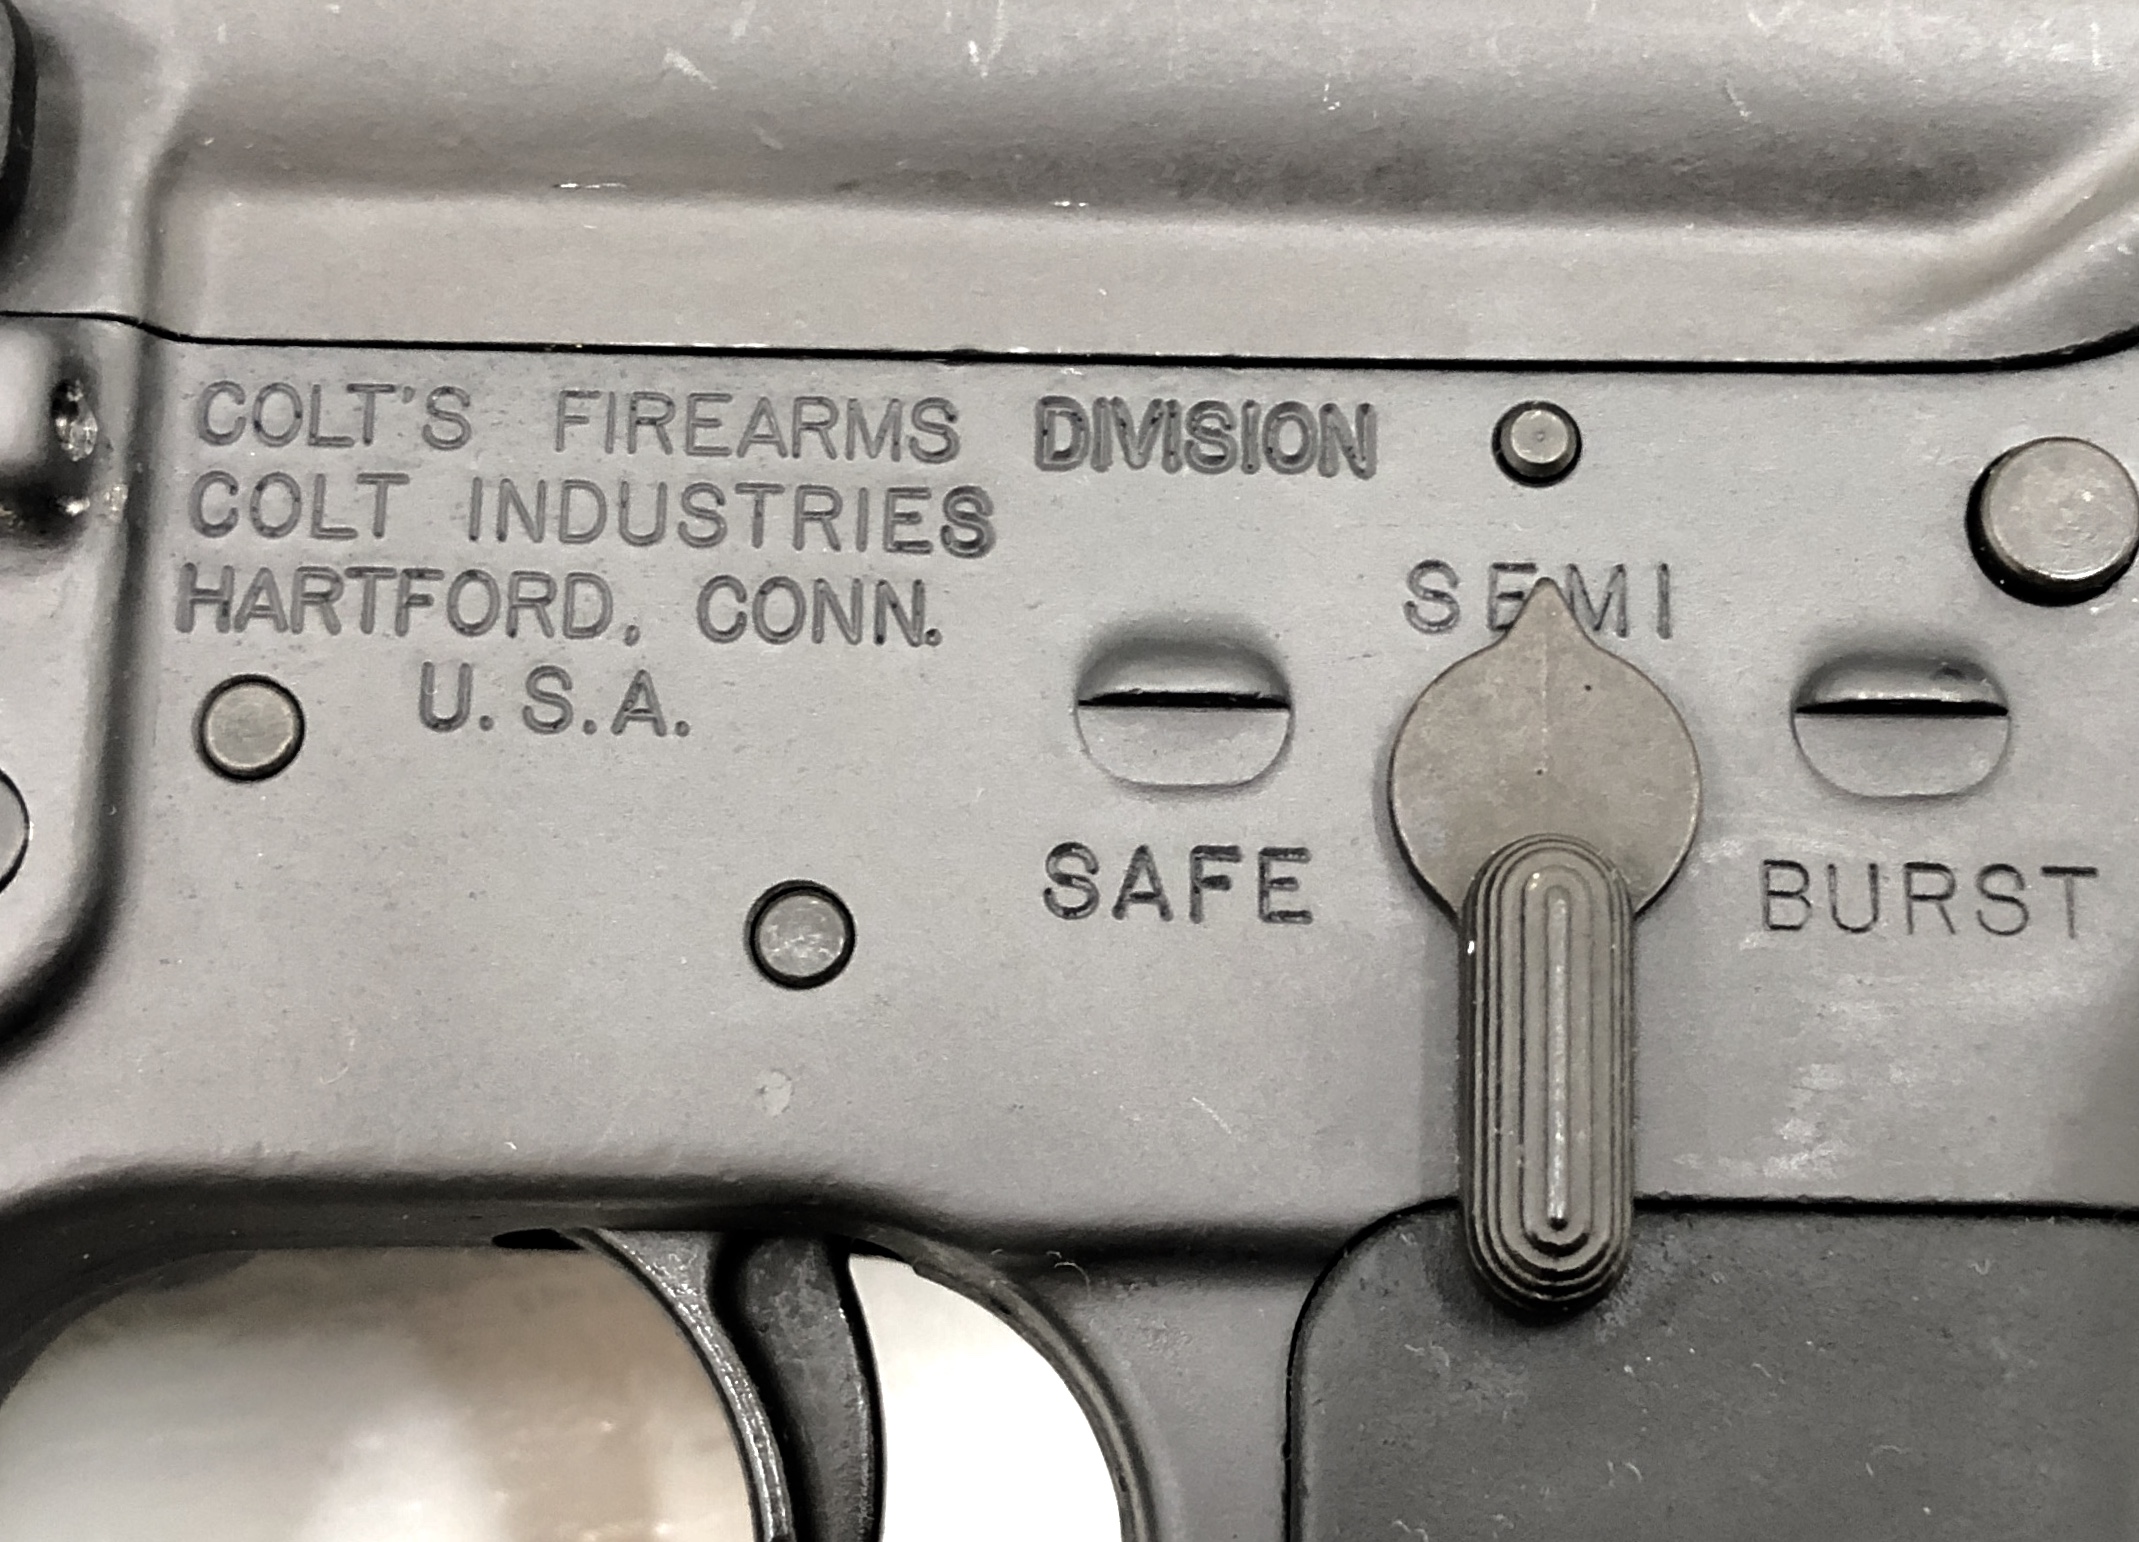 COLT'S FIREARMS DIVISION
COLT INDUSTRIES
HARTFORD, CONN.
U.S.A.
SEMI
SAFE
BURST